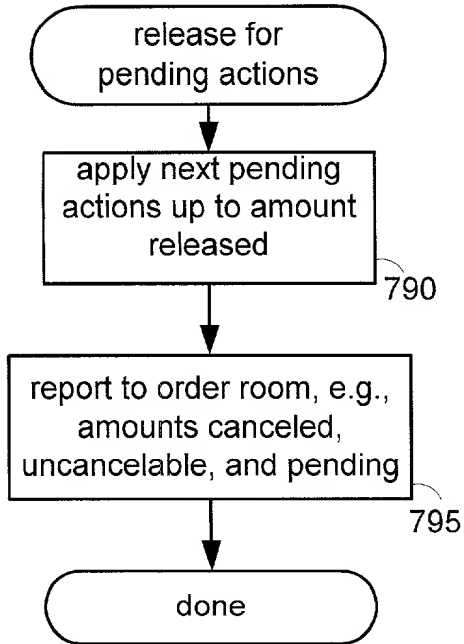 release for
pending actions
apply next pending
actions up to amount
released
790
report to order room, e.g.,
amounts canceled,
uncancelable, and pending
795
done